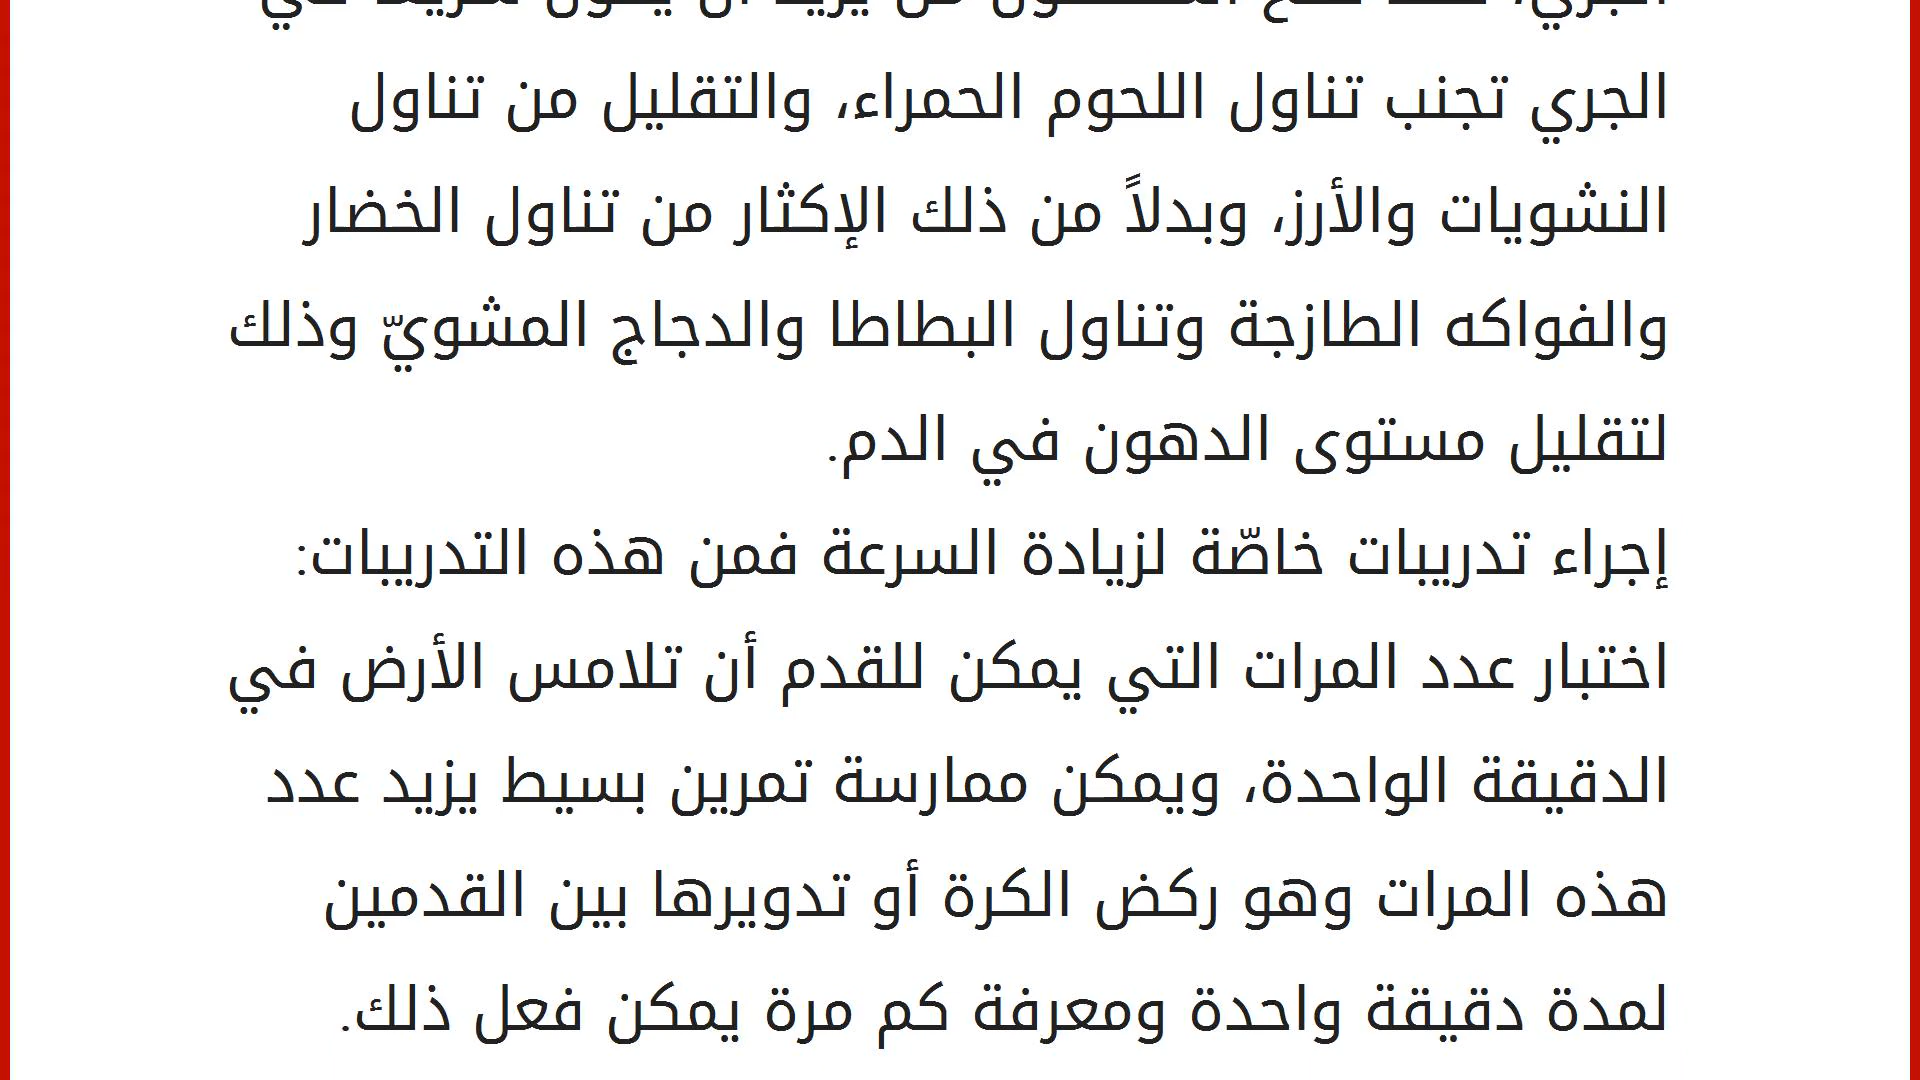 الجري تجنب تناول اللحوم الحمراء، والتقليل من تناول
النشويات والأرز، وبدلاً من ذلك الإكثار من تناول الخضار
والفواكه الطازجة وتناول البطاطا والدجاج المشويّ وذلك
لتقليل مستوى الدهون في الدم.
إجراء تدريبات خاصّة لزيادة السرعة فمن هذه التدريبات:
اختبار عدد المرات التي يمكن للقدم أن تلامس الأرض في
الدقيقة الواحدة، ويمكن ممارسة تمرين بسيط يزيد عدد
هذه المرات وهو ركض الكرة أو تدويرها بين القدمين
لمدة دقيقة واحدة ومعرفة كم مرة يمكن فعل ذلك.